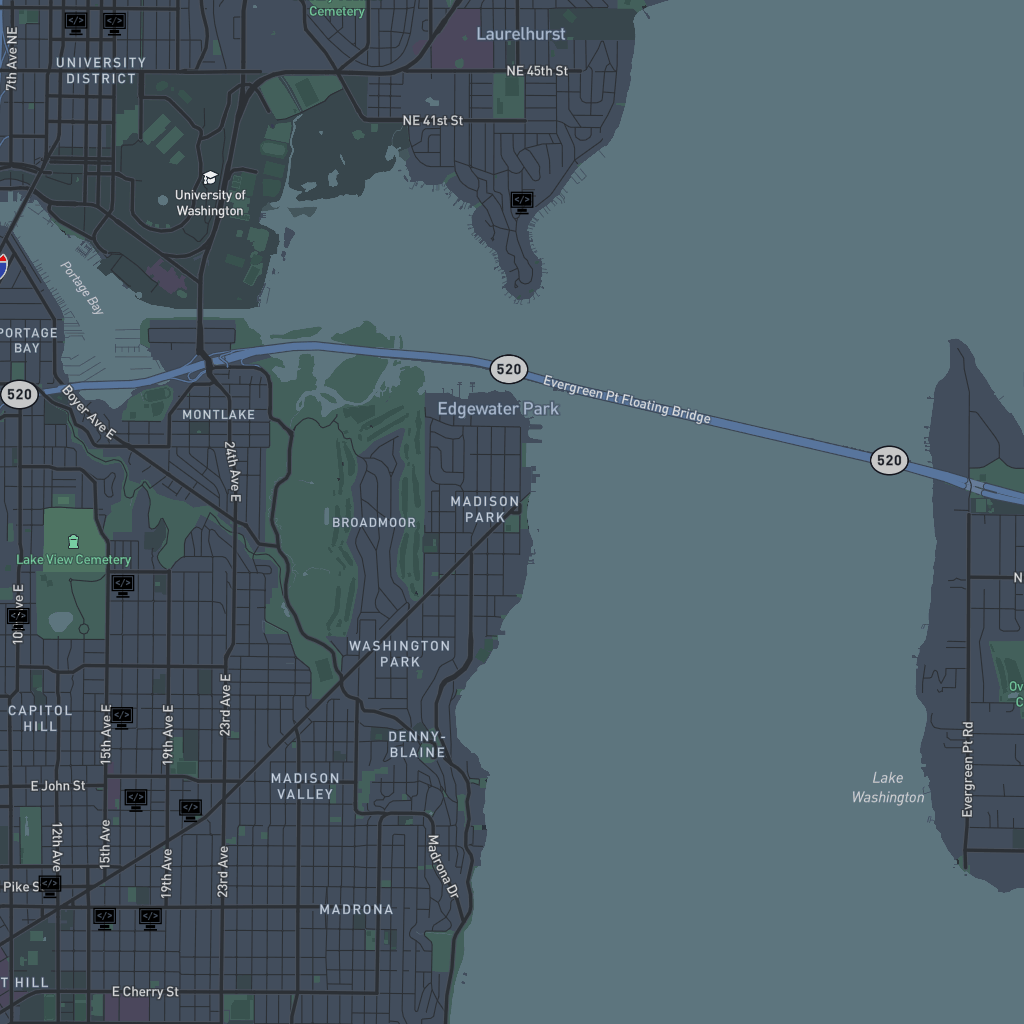 Cemetery
Laurelhurst
7th Ave NE
UNIVERSITY
DISTRICT
NE 45th St
NE 41st St
University of
Washington
Portage Bay
PORTAGE
BAY
520
520
Evergreen Pt Floating Bridge
520
Boyer Ave E
MONTLAKE
Edgewater Park
24th Ave E
MADISON
PARK
BROADMOOR
Lake View Cemetery
N
10th Ave E
WASHINGTON
PARK
Ov
C
CAPITOL
HILL
15th Ave E
19th Ave E
23rd Ave E
DENNY-
BLAINE
Evergreen Pt Rd
E John St
MADISON
VALLEY
Lake
Washington
12th Ave
15th Ave
19th Ave
23rd Ave
Madrona Dr
Pike S
MADRONA
T HILL
E Cherry St